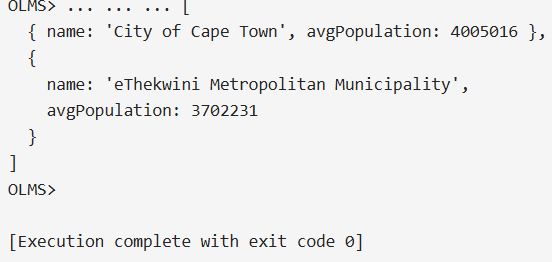 OLMS> ... ... ... [
  { name: 'City of Cape Town', avgPopulation: 4005016 },
  {
    name: 'eThekwini Metropolitan Municipality',
    avgPopulation: 3702231
  }
]
OLMS>

[Execution complete with exit code 0]